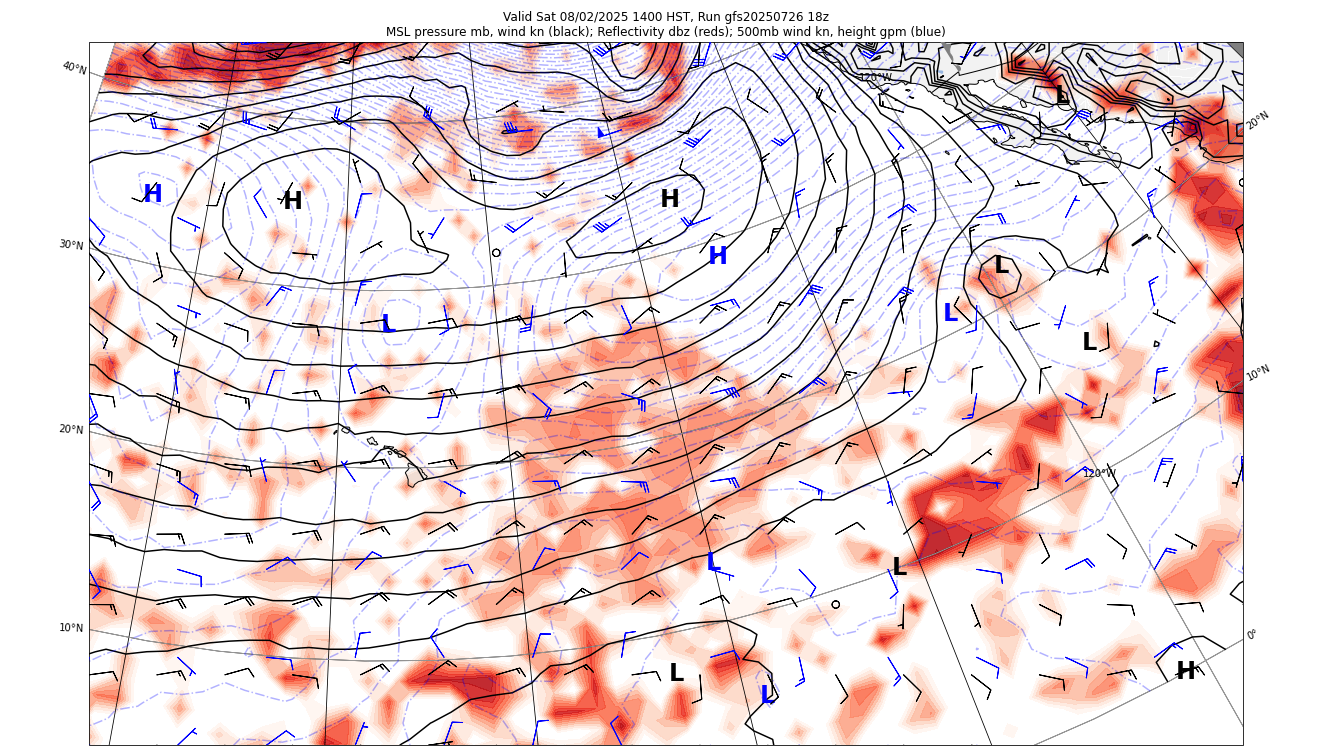 Valid Sat 08/02/2025 1400 HST, Run gfs20250726 18z
MSL pressure mb, wind kn (black); Reflectivity dbz (reds); 500mb wind kn, height gpm (blue)
40°N
120°W
L
20°N
H
H
H
30°N
H
L
L
L
L
10°N
20°N
120°W
L
L
10°N
0°
L
H
L